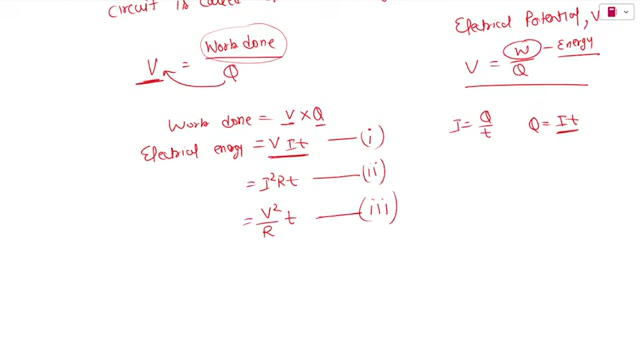 circuit is called
V = Work done / Q
Work done = V × Q
Electrical energy = V I t —— (i)
= I²Rt —— (ii)
= V²/R t —— (iii)
Electrical Potential, V
V = W / Q – Energy
I = Q/t Q = It